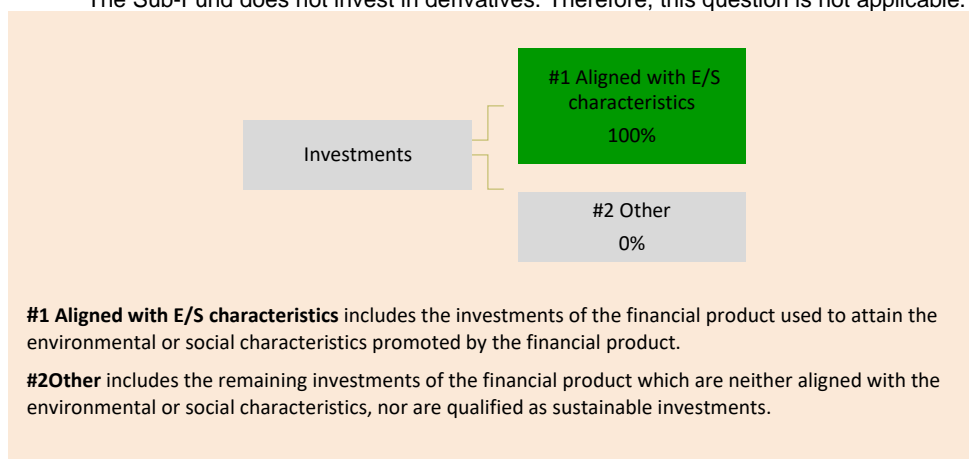 The Sub-Fund does not invest in derivatives. Therefore, this question is not applicable.
#1 Aligned with E/S
characteristics
100%
Investments
#2 Other
0%
#1 Aligned with E/S characteristics includes the investments of the financial product used to attain the
environmental or social characteristics promoted by the financial product.
#2Other includes the remaining investments of the financial product which are neither aligned with the
environmental or social characteristics, nor are qualified as sustainable investments.